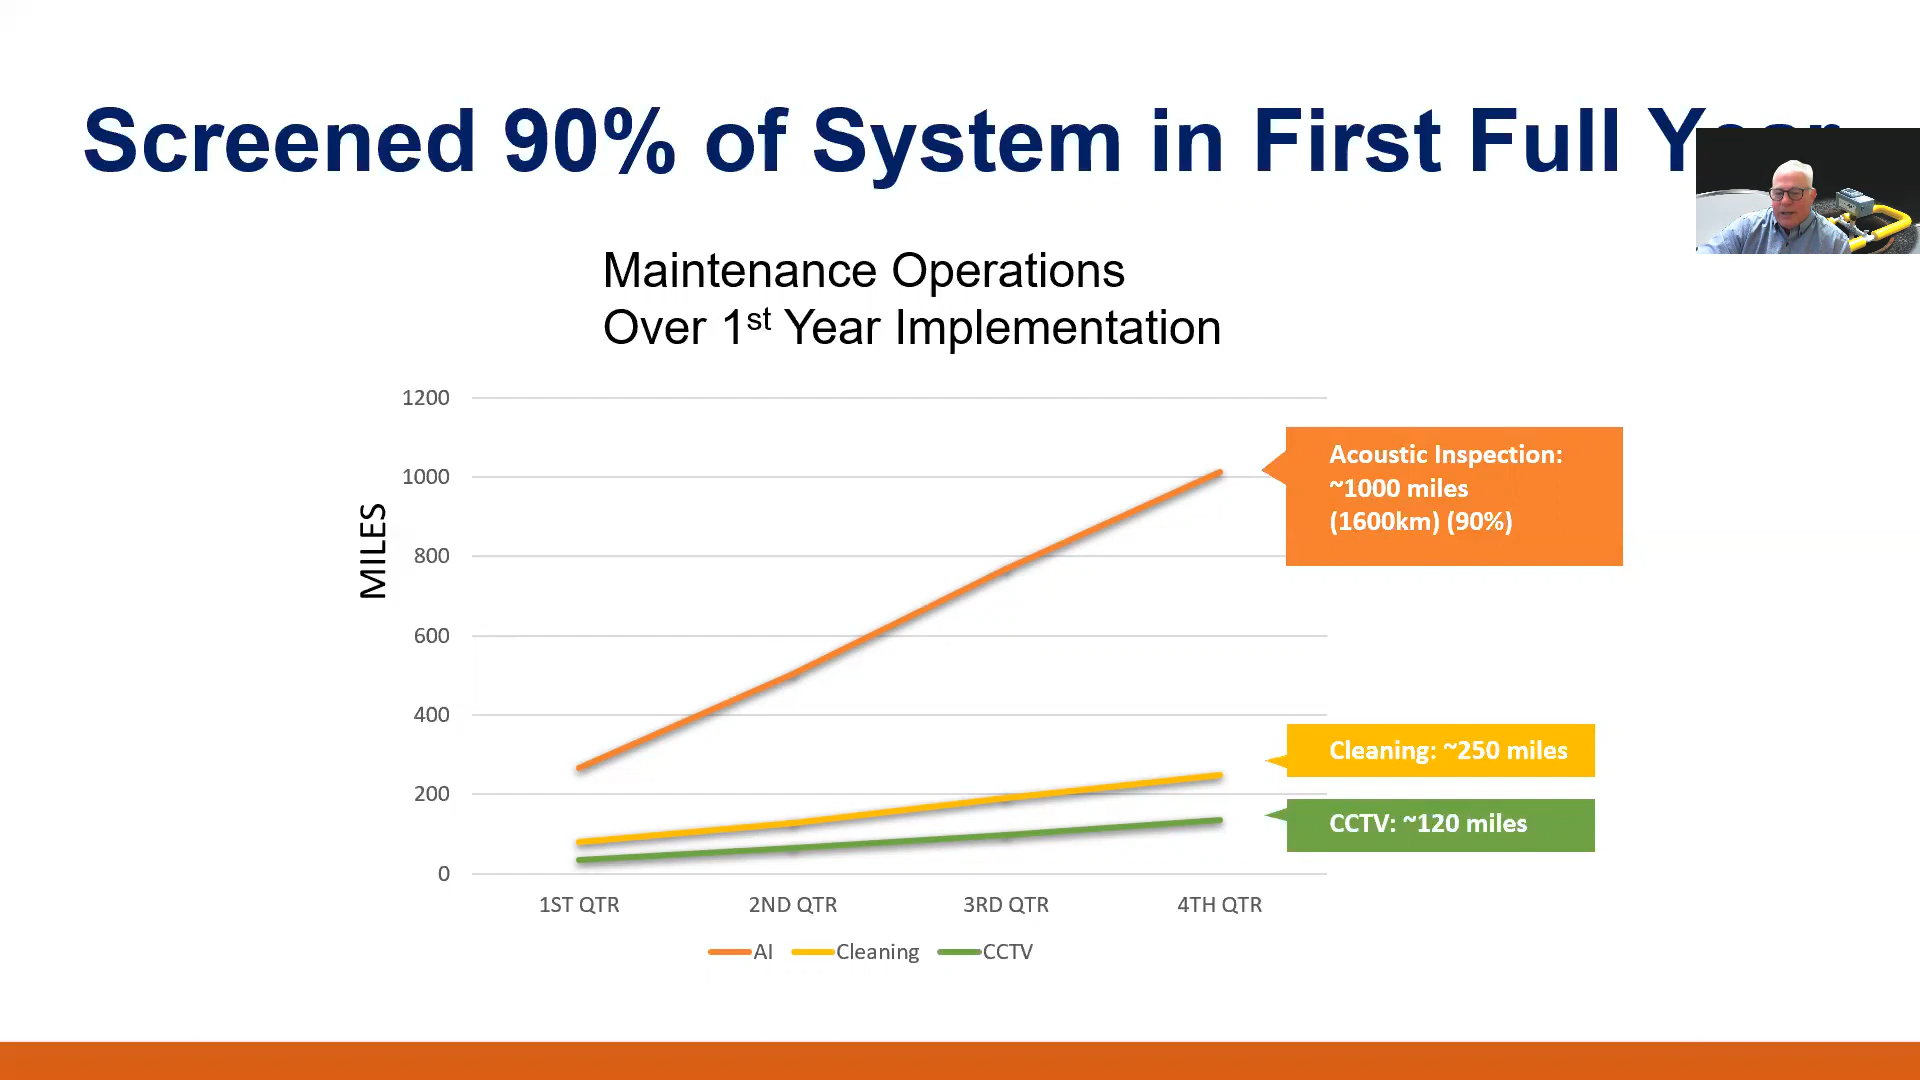 Screened 90% of System in First Full
Maintenance Operations
Over 1st Year Implementation
1200
1000
800
600
400
200
0
MILES
Acoustic Inspection:
~1000 miles
(1600km) (90%)
Cleaning: ~250 miles
CCTV: ~120 miles
1ST QTR 2ND QTR 3RD QTR 4TH QTR
AI Cleaning CCTV